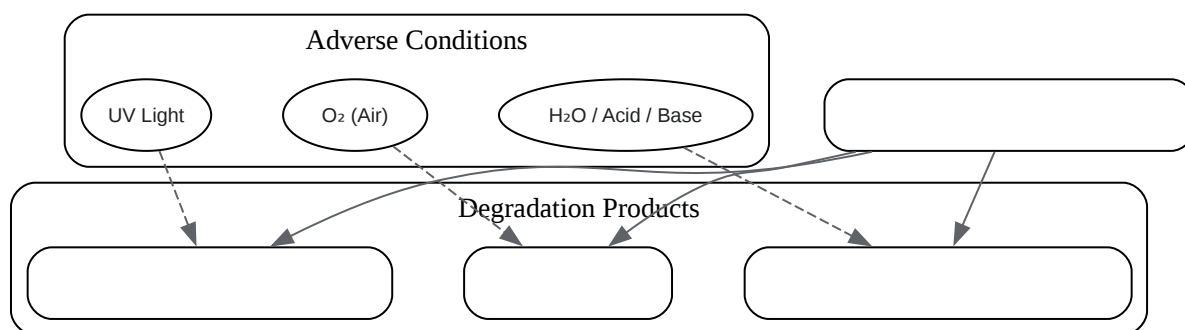 Adverse Conditions
UV Light
O₂ (Air)
H₂O / Acid / Base
Degradation Products